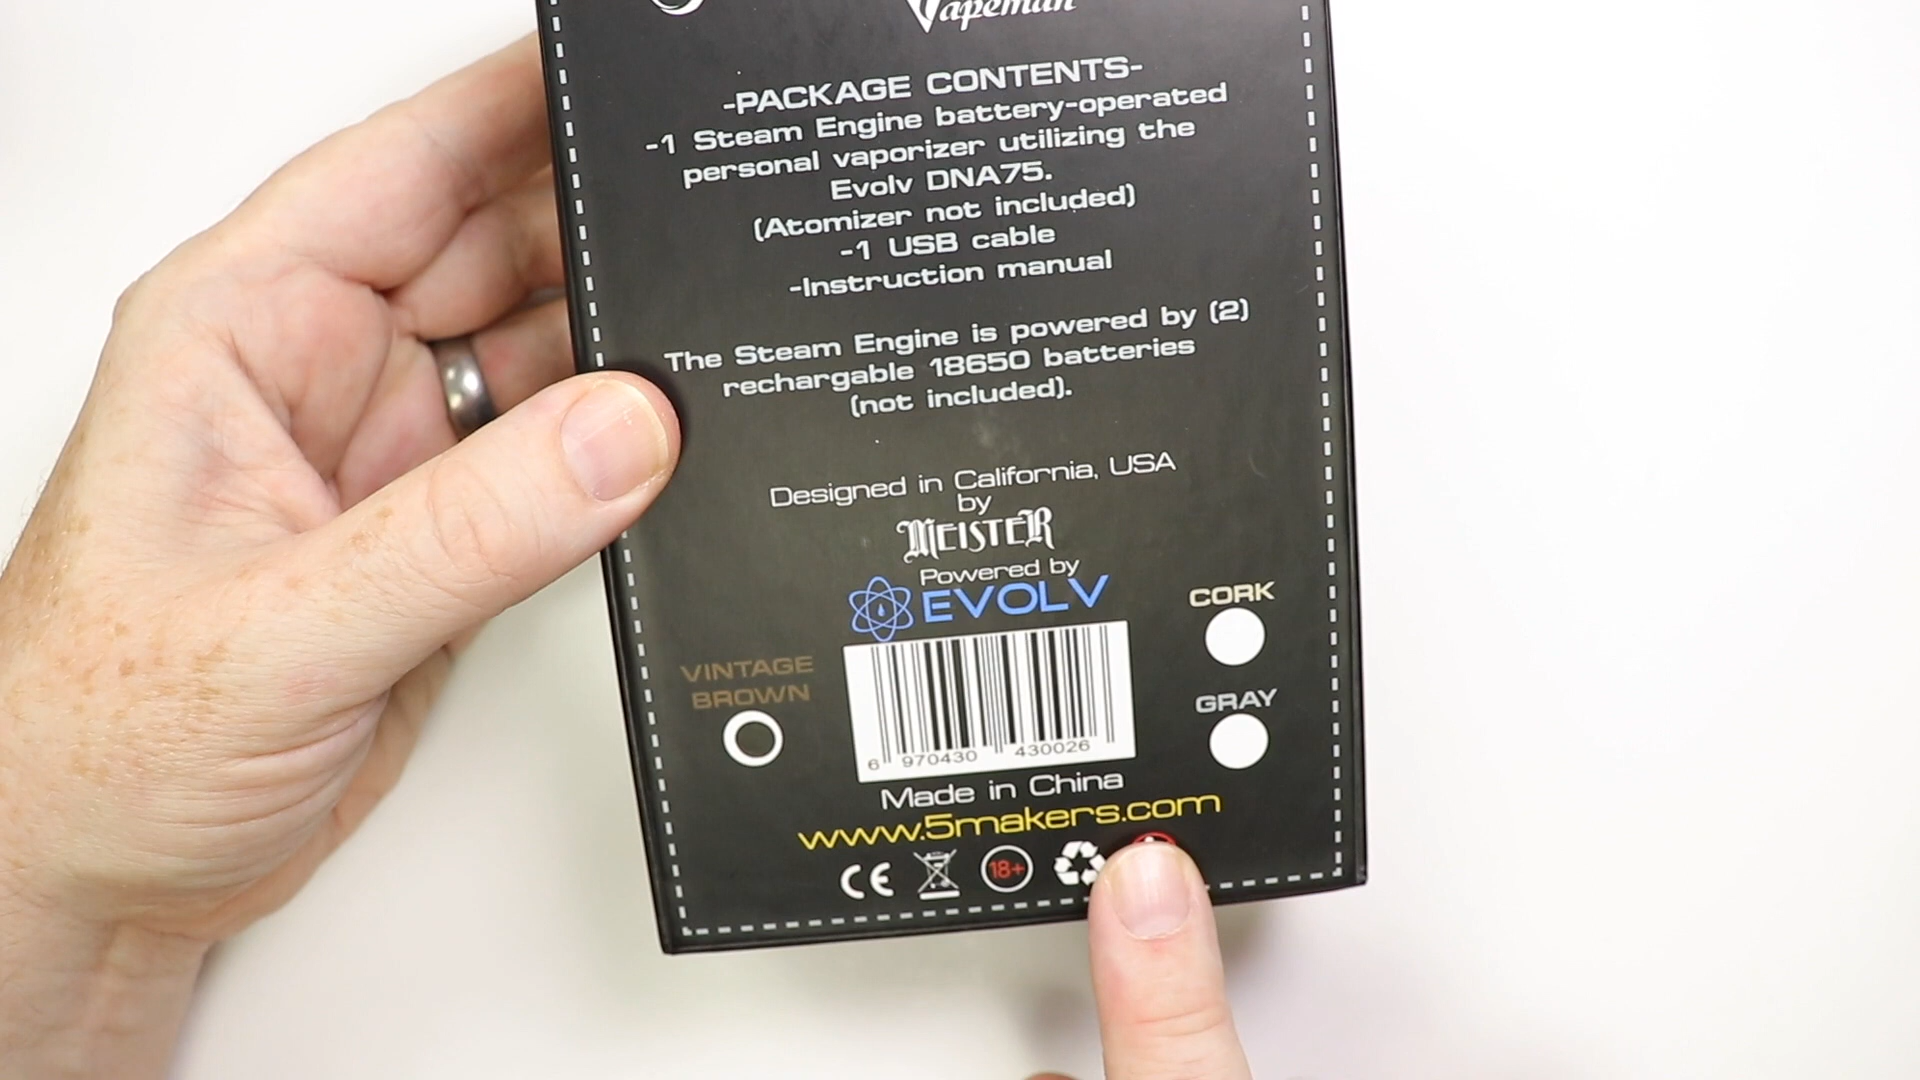 Vapeman
-PACKAGE CONTENTS-
-1 Steam Engine battery-operated
personal vaporizer utilizing the
Evolv DNA75.
(Atomizer not included)
-1 USB cable
-Instruction manual
The Steam Engine is powered by (2)
rechargable 18650 batteries
(not included).
Designed in California, USA
by
MEISTER
Powered by
EVOLV
CORK
VINTAGE
BROWN
GRAY
6 970430 430026
Made in China
www.5makers.com
CE
18+